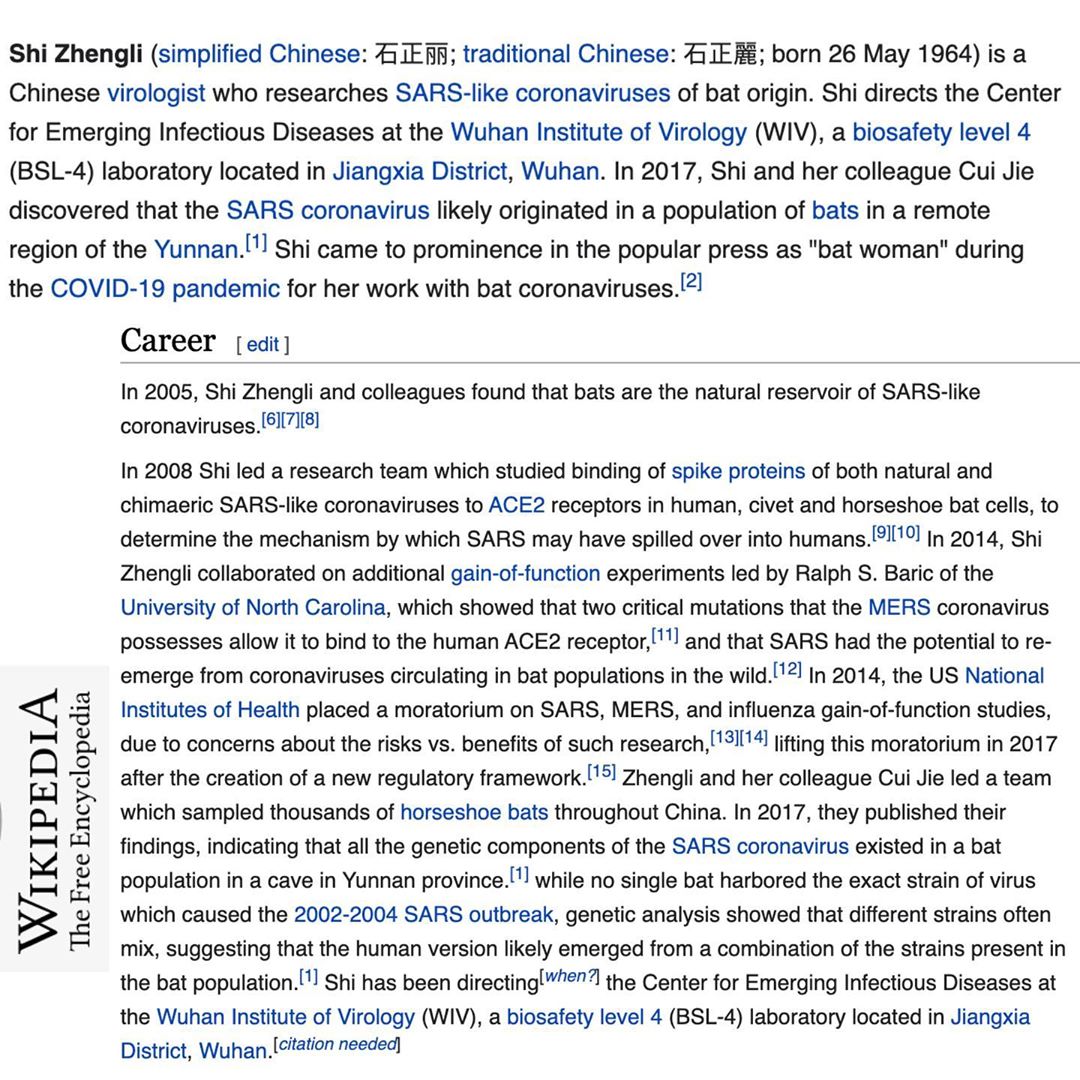 Shi Zhengli (simplified Chinese: 石正丽; traditional Chinese: 石正麗; born 26 May 1964) is a
Chinese virologist who researches SARS-like coronaviruses of bat origin. Shi directs the Center
for Emerging Infectious Diseases at the Wuhan Institute of Virology (WIV), a biosafety level 4
(BSL-4) laboratory located in Jiangxia District, Wuhan. In 2017, Shi and her colleague Cui Jie
discovered that the SARS coronavirus likely originated in a population of bats in a remote
region of the Yunnan.[1] Shi came to prominence in the popular press as "bat woman" during
the COVID-19 pandemic for her work with bat coronaviruses.[2]
Career [ edit ]
In 2005, Shi Zhengli and colleagues found that bats are the natural reservoir of SARS-like
coronaviruses.[6][7][8]
In 2008 Shi led a research team which studied binding of spike proteins of both natural and
chimaeric SARS-like coronaviruses to ACE2 receptors in human, civet and horseshoe bat cells, to
determine the mechanism by which SARS may have spilled over into humans.[9][10] In 2014, Shi
Zhengli collaborated on additional gain-of-function experiments led by Ralph S. Baric of the
University of North Carolina, which showed that two critical mutations that the MERS coronavirus
possesses allow it to bind to the human ACE2 receptor,[11] and that SARS had the potential to re-
emerge from coronaviruses circulating in bat populations in the wild.[12] In 2014, the US National
Institutes of Health placed a moratorium on SARS, MERS, and influenza gain-of-function studies,
due to concerns about the risks vs. benefits of such research,[13][14] lifting this moratorium in 2017
after the creation of a new regulatory framework.[15] Zhengli and her colleague Cui Jie led a team
which sampled thousands of horseshoe bats throughout China. In 2017, they published their
findings, indicating that all the genetic components of the SARS coronavirus existed in a bat
population in a cave in Yunnan province.[1] while no single bat harbored the exact strain of virus
which caused the 2002-2004 SARS outbreak, genetic analysis showed that different strains often
mix, suggesting that the human version likely emerged from a combination of the strains present in
the bat population.[1] Shi has been directing[when?] the Center for Emerging Infectious Diseases at
the Wuhan Institute of Virology (WIV), a biosafety level 4 (BSL-4) laboratory located in Jiangxia
District, Wuhan.[citation needed]
WIKIPEDIA
The Free Encyclopedia